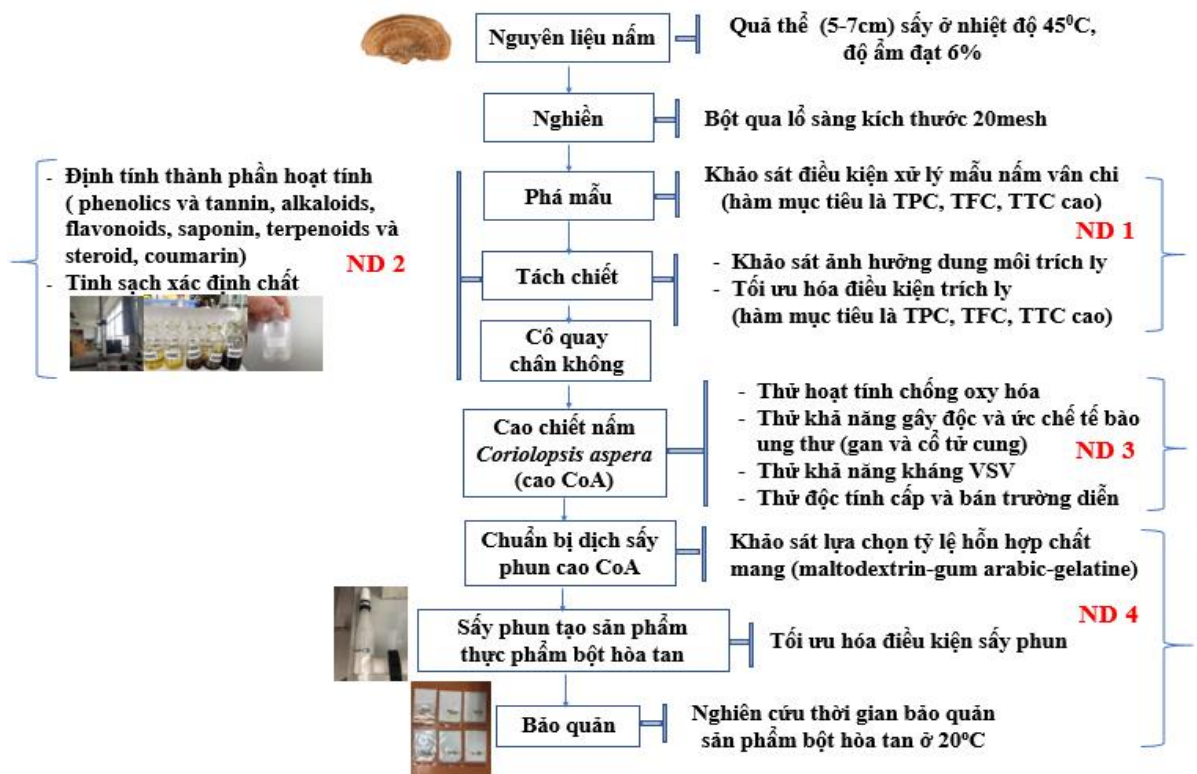 Nguyên liệu nấm
Quả thể (5-7cm) sấy ở nhiệt độ 45⁰C,
độ ẩm đạt 6%
Nghiền
Bột qua lổ sàng kích thước 20mesh
- Định tính thành phần hoạt tính
( phenolics và tannin, alkaloids,
flavonoids, saponin, terpenoids và
steroid, coumarin)
- Tinh sạch xác định chất
ND 2
Phá mẫu
Khảo sát điều kiện xử lý mẫu nấm vân chi
(hàm mục tiêu là TPC, TFC, TTC cao)
ND 1
Tách chiết
- Khảo sát ảnh hưởng dung môi trích ly
- Tối ưu hóa điều kiện trích ly
(hàm mục tiêu là TPC, TFC, TTC cao)
Cô quay
chân không
Cao chiết nấm
Coriolopsis aspera
(cao CoA)
- Thử hoạt tính chống oxy hóa
- Thử khả năng gây độc và ức chế tế bào
ung thư (gan và cổ tử cung)
- Thử khả năng kháng VSV
- Thử độc tính cấp và bán trường diễn
ND 3
Chuẩn bị dịch sấy
phun cao CoA
Khảo sát lựa chọn tỷ lệ hỗn hợp chất
mang (maltodextrin-gum arabic-gelatine)
ND 4
Sấy phun tạo sản phẩm
thực phẩm bột hòa tan
Tối ưu hóa điều kiện sấy phun
Bảo quản
Nghiên cứu thời gian bảo quản
sản phẩm bột hòa tan ở 20⁰C